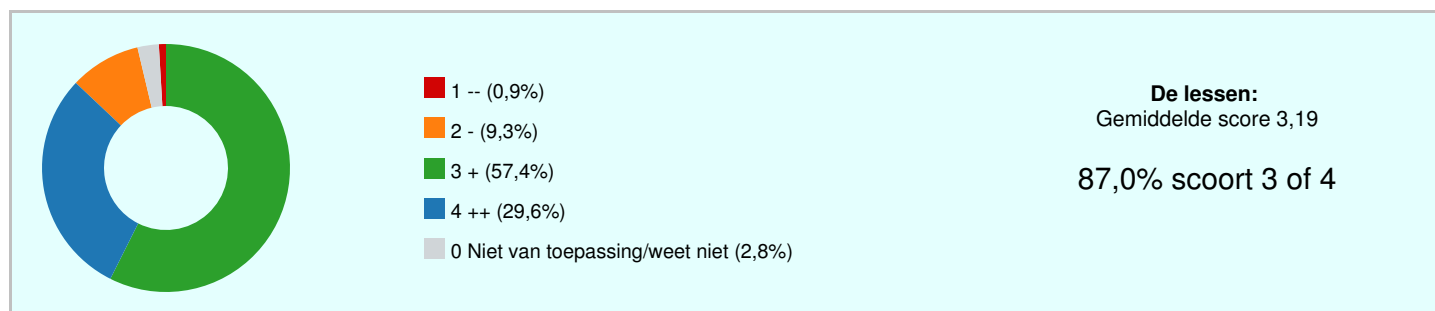 1 -- (0,9%)
2 - (9,3%)
3 + (57,4%)
4 ++ (29,6%)
0 Niet van toepassing/weet niet (2,8%)
De lessen:
Gemiddelde score 3,19
87,0% scoort 3 of 4